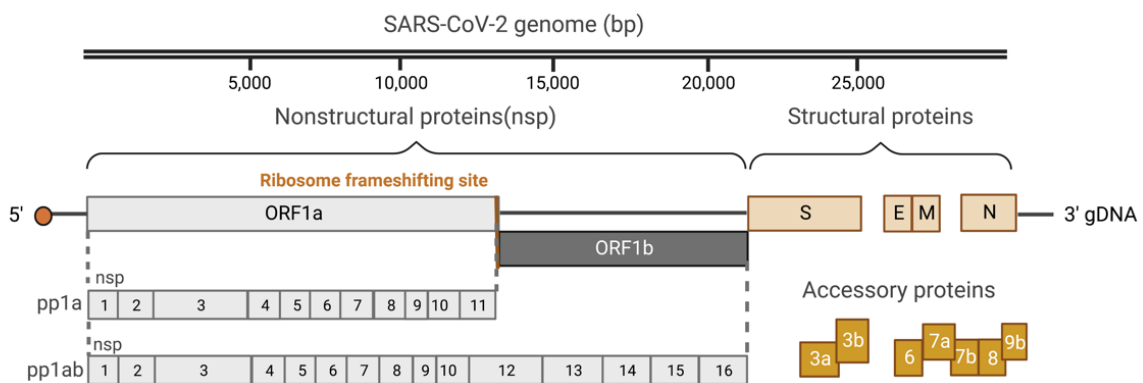 SARS-CoV-2 genome (bp)
5,000 10,000 15,000 20,000 25,000
Nonstructural proteins(nsp) Structural proteins
Ribosome frameshifting site
5' ORF1a S E M N 3' gDNA
ORF1b
nsp
pp1a 1 2 3 4 5 6 7 8 9 10 11
Accessory proteins
3a 3b 6 7a 7b 8 9b
nsp
pp1ab 1 2 3 4 5 6 7 8 9 10 12 13 14 15 16